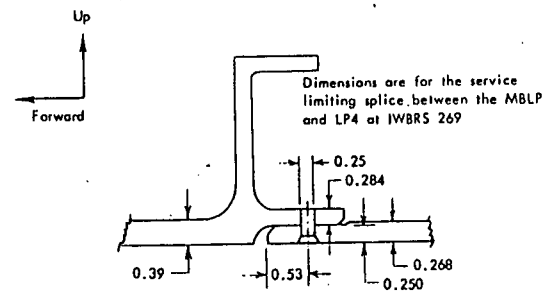 Up
Forward
Dimensions are for the service
limiting splice between the MBLP
and LP4 at IWBRS 269
0.25
0.284
0.39
0.53
0.268
0.250